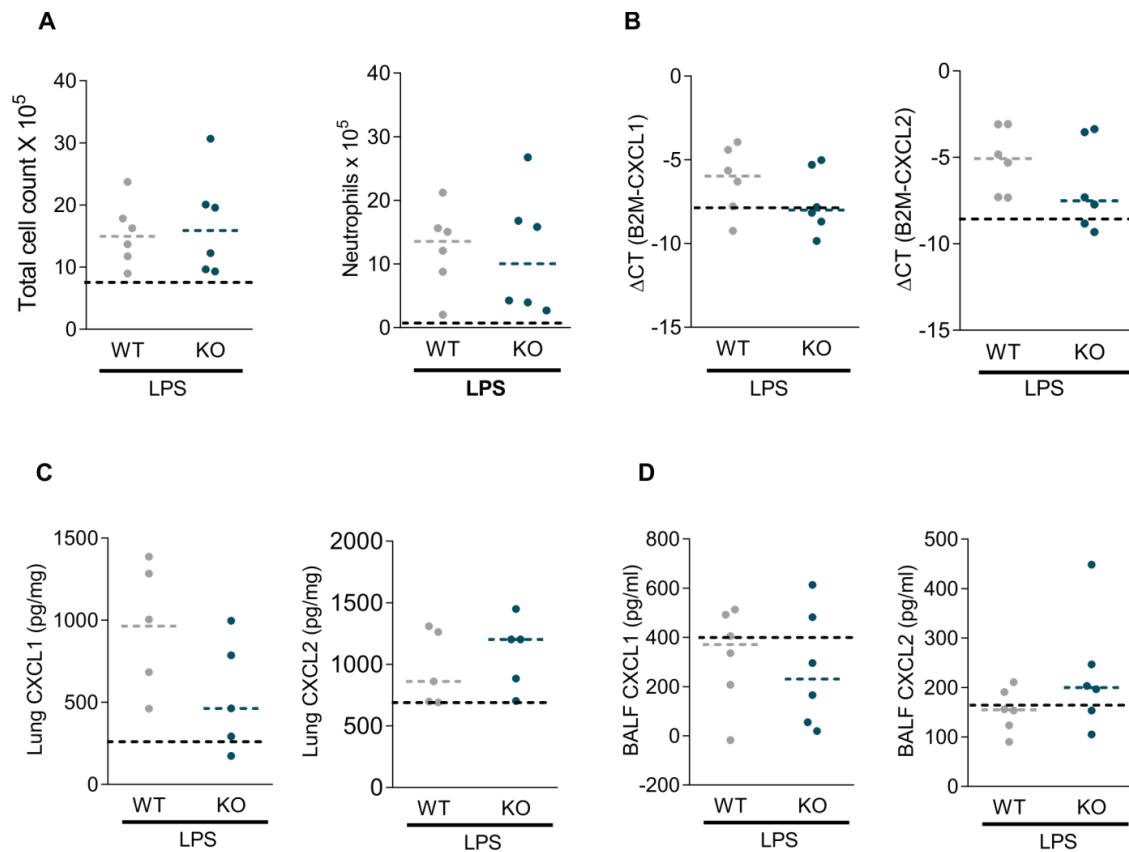 A
Total cell count X 10⁵
40
30
20
10
0
WT KO
LPS
Neutrophils x 10⁵
40
30
20
10
0
WT KO
LPS
B
ΔCT (B2M-CXCL1)
0
-5
-10
-15
WT KO
LPS
ΔCT (B2M-CXCL2)
0
-5
-10
-15
WT KO
LPS
C
Lung CXCL1 (pg/mg)
1500
1000
500
0
WT KO
LPS
Lung CXCL2 (pg/mg)
2000
1500
1000
500
0
WT KO
LPS
D
BALF CXCL1 (pg/ml)
800
600
400
200
0
-200
WT KO
LPS
BALF CXCL2 (pg/ml)
500
400
300
200
100
0
WT KO
LPS